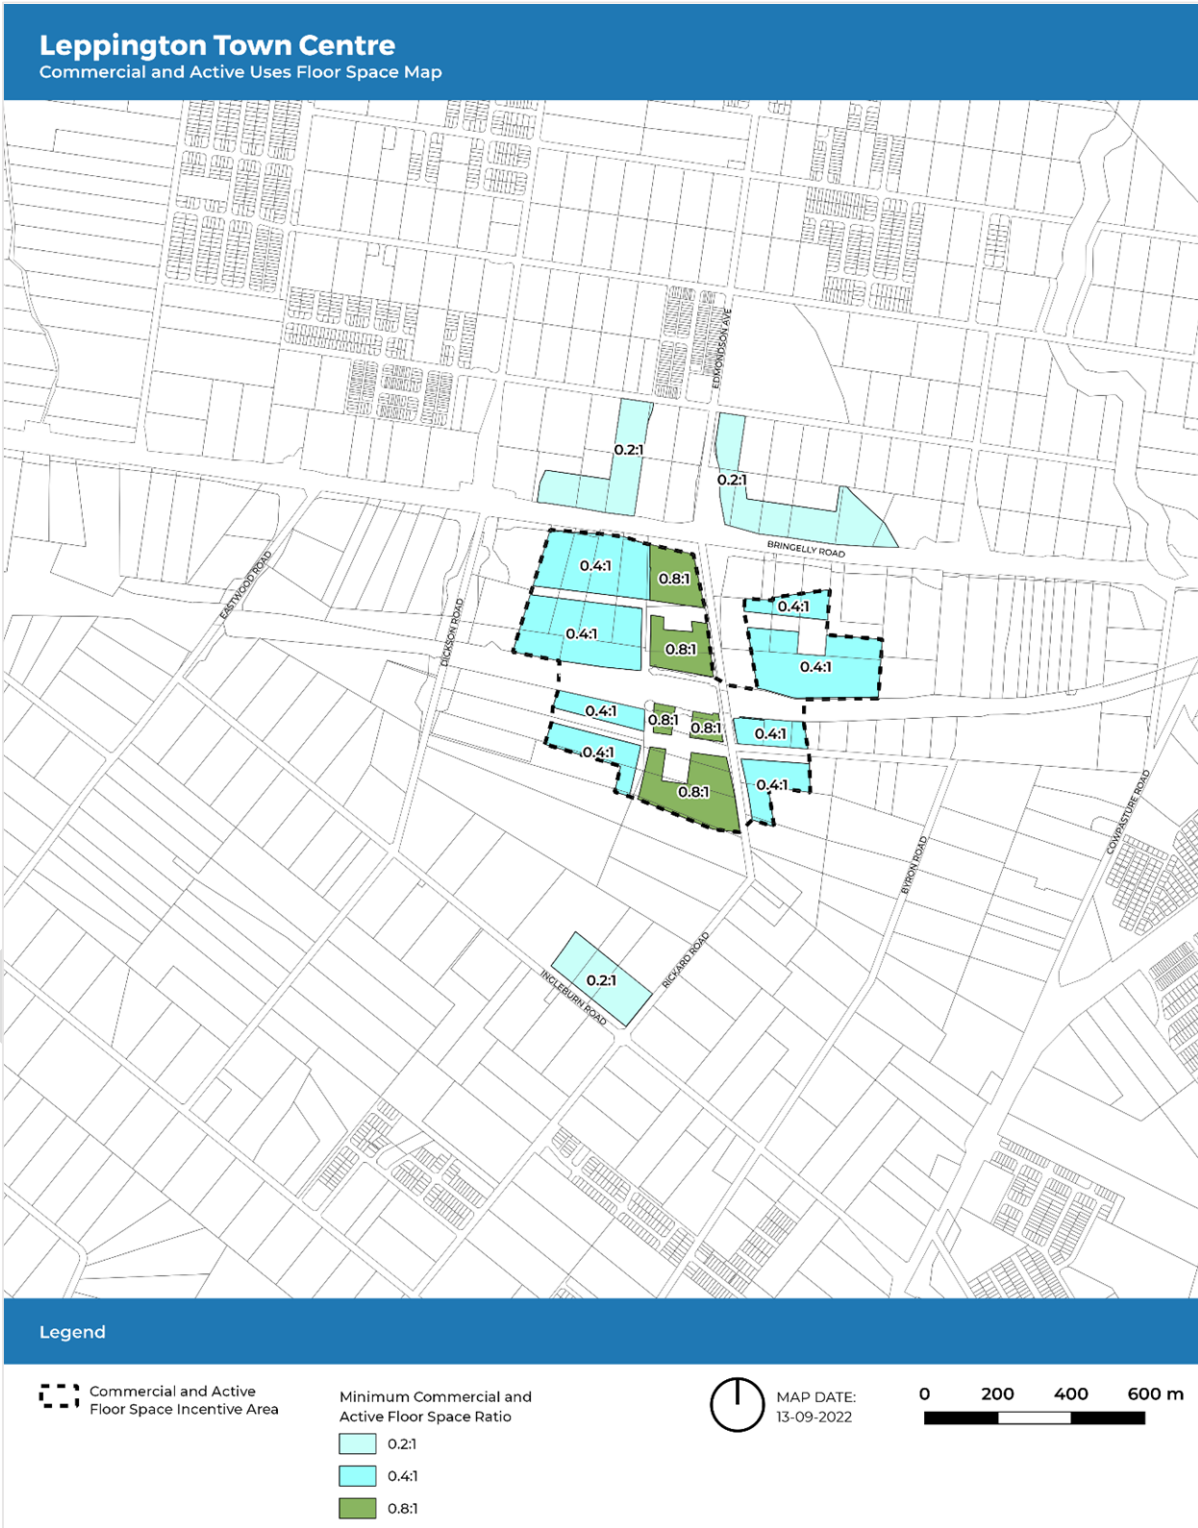 Leppington Town Centre
Commercial and Active Uses Floor Space Map
EDMONDSON AVE
0.2:1
0.2:1
BRINGELLY ROAD
EASTWOOD ROAD
DICKSON ROAD
0.4:1
0.8:1
0.4:1
0.4:1
0.8:1
0.4:1
0.4:1
0.8:1
0.8:1
0.4:1
0.4:1
0.4:1
0.8:1
COWPASTURE ROAD
BYRON ROAD
RICKARD ROAD
INGLEBURN ROAD
0.2:1
Legend
Commercial and Active
Floor Space Incentive Area
Minimum Commercial and
Active Floor Space Ratio
0.2:1
0.4:1
0.8:1
MAP DATE:
13-09-2022
0 200 400 600 m